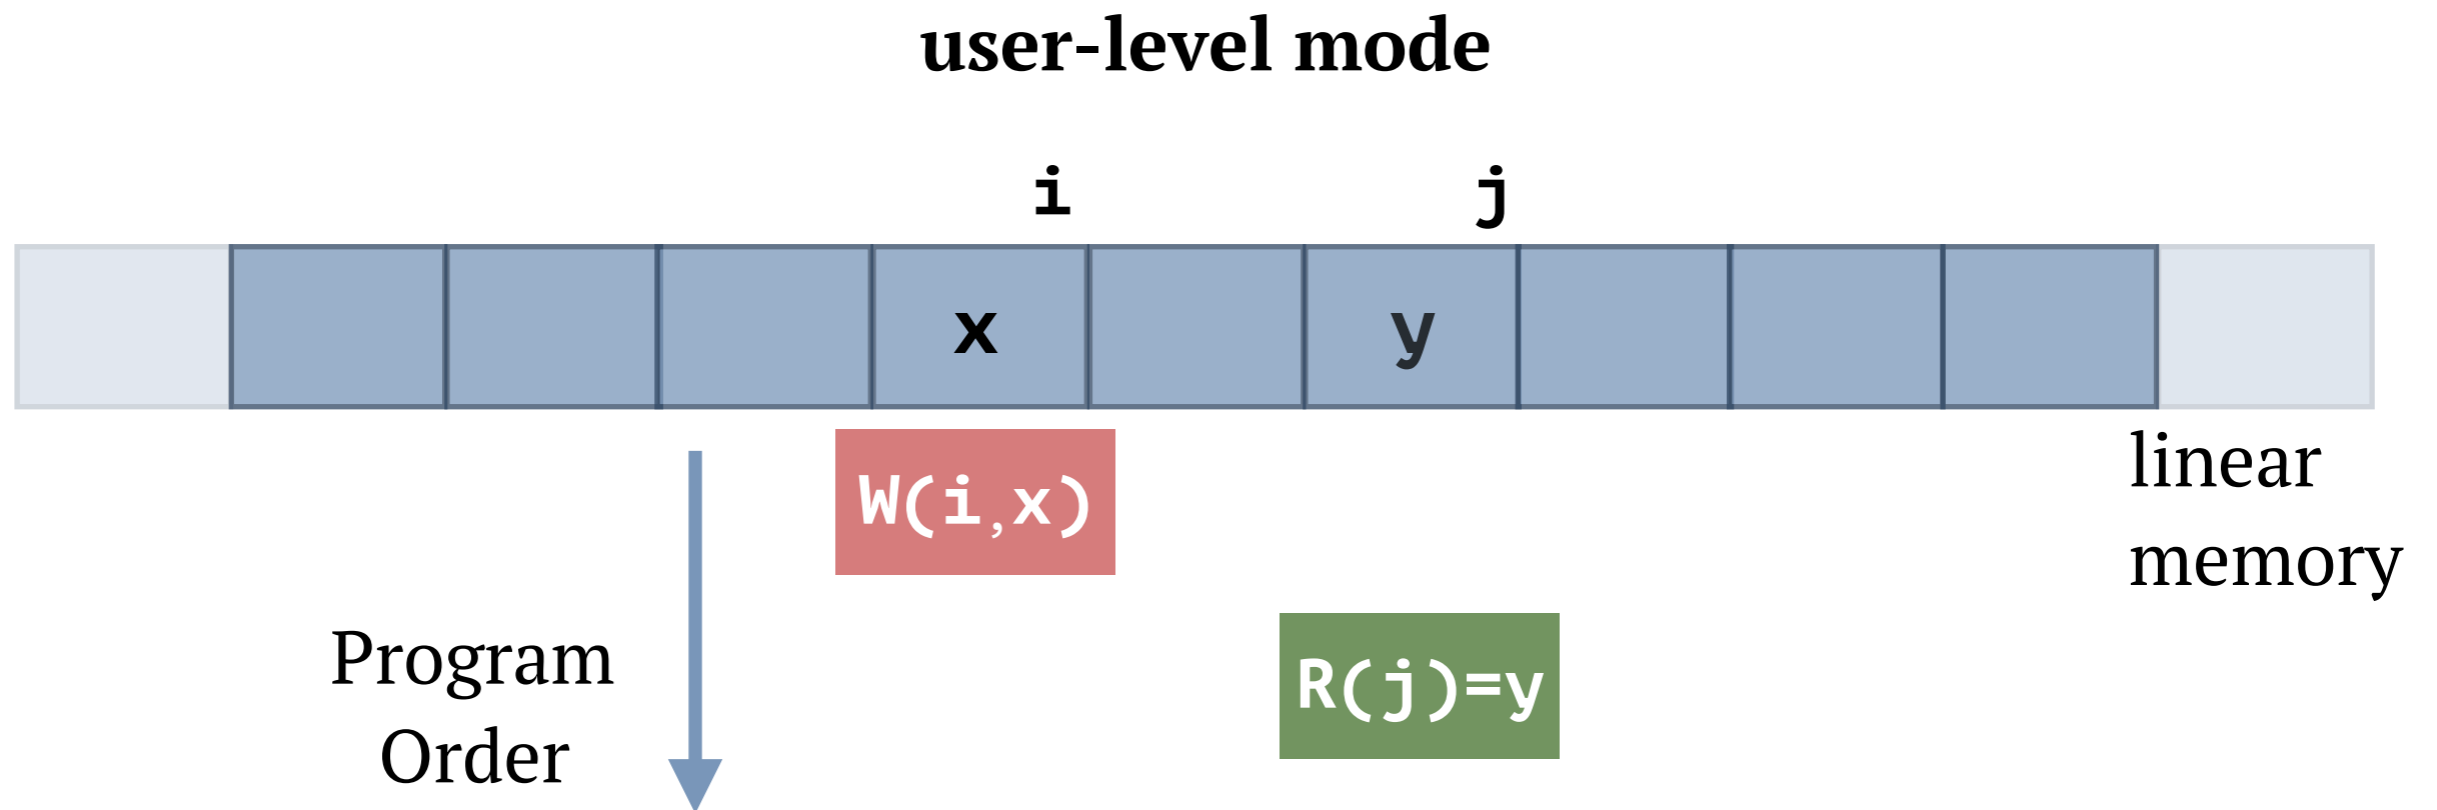 user-level mode
i
j
x
y
W(i,x)
linear
memory
R(j)=y
Program
Order